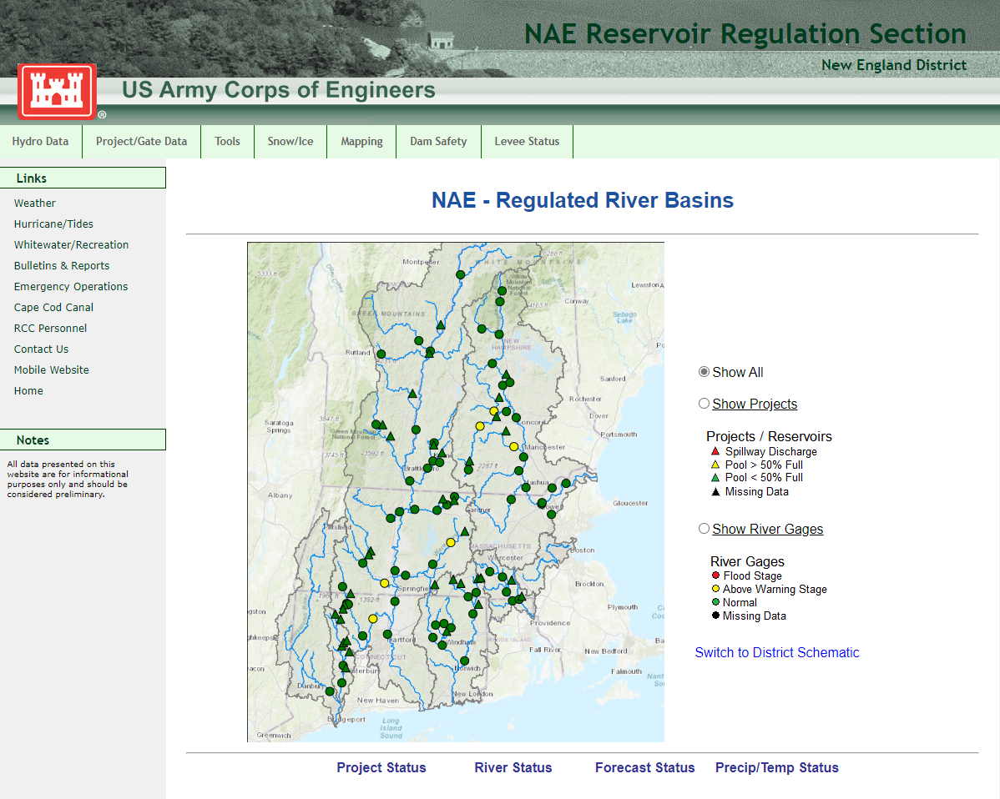 NAE Reservoir Regulation Section
New England District
US Army Corps of Engineers
®
Hydro Data
Project/Gate Data
Tools
Snow/Ice
Mapping
Dam Safety
Levee Status
Links
Weather
Hurricane/Tides
Whitewater/Recreation
Bulletins & Reports
Emergency Operations
Cape Cod Canal
RCC Personnel
Contact Us
Mobile Website
Home
Notes
All data presented on this
website are for informational
purposes only and should be
considered preliminary.
NAE - Regulated River Basins
6288 ft
Montpelier
WHITE MOUNTAINS
5333 ft
White
Mountain
National
Forest
Conway
4163 ft
GREEN MOUNTAINS
Sebago
Lake
NEW
HAMPSHIRE
Rutland
4231 ft
Sanford
Rochester
3847 ft
Saratoga
Springs
Dover
Concord
Green Mountain
National Forest
Portsmouth
3745 ft
3592 ft
Manchester
2287 ft
Albany
Gloucester
Gardner
Pittsfield
MASSACHUSETTS
Boston
Worcester
Brockton
Springfield
1392 ft
Plymouth
Providence
Windham
RHODE ISLAND
Fall River
New Bedford
CONNECTICUT
Norwich
Falmouth
Danbury
New London
New Haven
Bridgeport
Long
Island
Sound
Greenwich
Show All
Show Projects
Projects / Reservoirs
Spillway Discharge
Pool > 50% Full
Pool < 50% Full
Missing Data
Show River Gages
River Gages
Flood Stage
Above Warning Stage
Normal
Missing Data
Switch to District Schematic
Project Status
River Status
Forecast Status
Precip/Temp Status